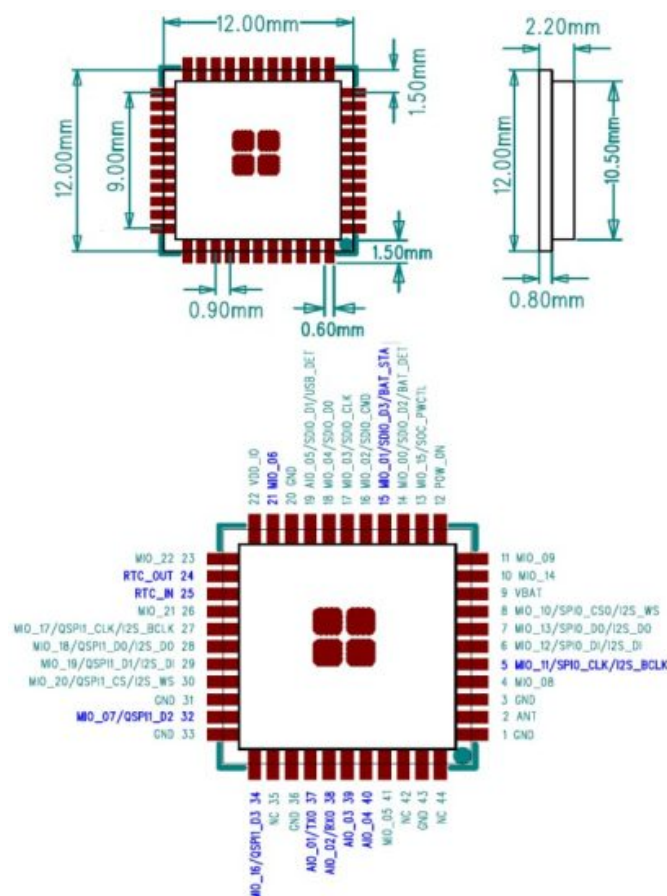 12.00mm
2.20mm
1.50mm
12.00mm
9.00mm
12.00mm
10.50mm
1.50mm
0.90mm
0.60mm
0.80mm
22 VDD_IO
21 MIO_06
20 GND
19 AIO_05/SDIO_D1/USB_DET
18 MIO_04/SDIO_D0
17 MIO_03/SDIO_CLK
16 MIO_02/SDIO_CMD
15 MIO_01/SDIO_D3/BAT_STA
14 MIO_00/SDIO_D2/BAT_DET
13 MIO_15/SOC_PWCTL
12 POW_ON
MIO_22 23
RTC_OUT 24
RTC_IN 25
MIO_21 26
MIO_17/QSPI1_CLK/I2S_BCLK 27
MIO_18/QSPI1_D0/I2S_DO 28
MIO_19/QSPI1_D1/I2S_DI 29
MIO_20/QSPI1_CS/I2S_WS 30
GND 31
MIO_07/QSPI1_D2 32
GND 33
11 MIO_09
10 MIO_14
9 VBAT
8 MIO_10/SPI0_CS0/I2S_WS
7 MIO_13/SPI0_DO/I2S_DO
6 MIO_12/SPI0_DI/I2S_DI
5 MIO_11/SPI0_CLK/I2S_BCLK
4 MIO_08
3 GND
2 ANT
1 GND
MIO_16/QSPI1_D3 34
NC 35
GND 36
AIO_01/TX0 37
AIO_02/RX0 38
AIO_03 39
AIO_04 40
MIO_05 41
NC 42
GND 43
NC 44